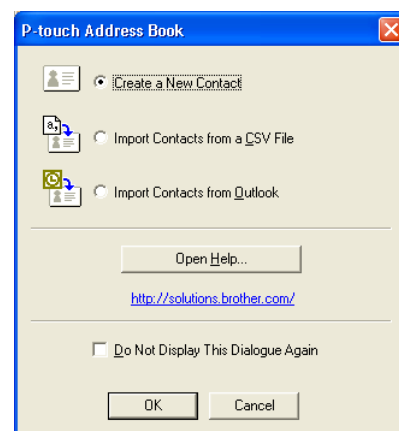 P-touch Address Book
Create a New Contact
a,
Import Contacts from a CSV File
Import Contacts from Outlook
Open Help...
http://solutions.brother.com/
Do Not Display This Dialogue Again
OK Cancel